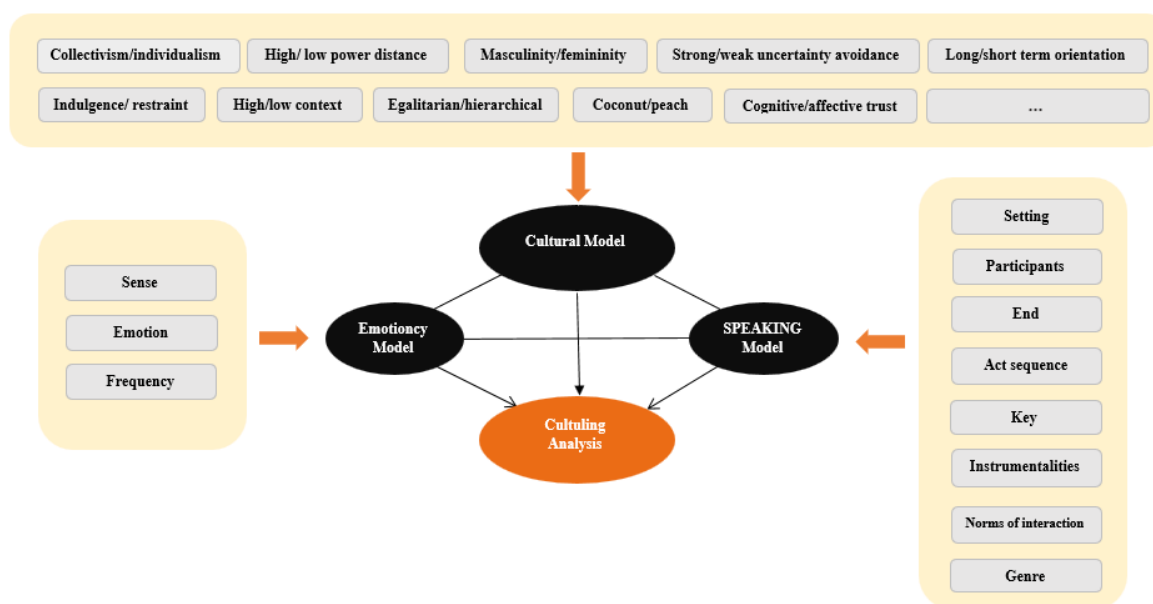 Collectivism/individualism
High/ low power distance
Masculinity/femininity
Strong/weak uncertainty avoidance
Long/short term orientation
Indulgence/ restraint
High/low context
Egalitarian/hierarchical
Coconut/peach
Cognitive/affective trust
…
Cultural Model
Sense
Emotion
Frequency
Emotioncy
Model
SPEAKING
Model
Cultuling
Analysis
Setting
Participants
End
Act sequence
Key
Instrumentalities
Norms of interaction
Genre